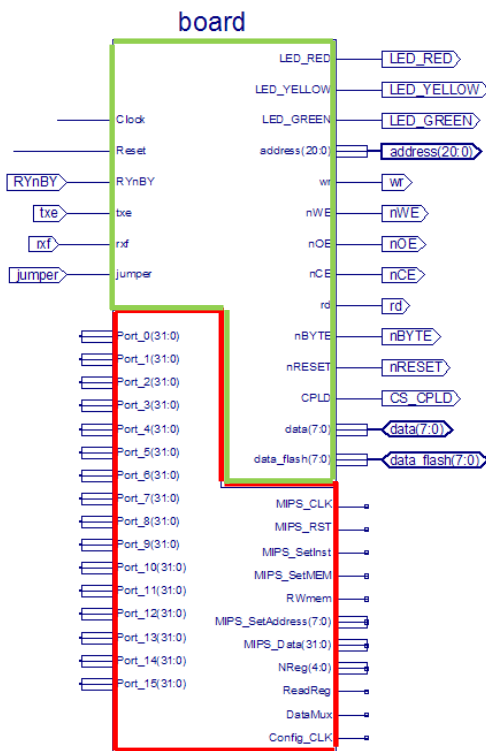 board
LED_RED LED_RED
LED_YELLOW LED_YELLOW
Clock LED_GREEN LED_GREEN
Reset address(20:0) address(20:0)
RYnBY RYnBY wr wr
txe txe nWE nWE
rxf rxf nOE nOE
jumper jumper nCE nCE
rd rd
Port_0(31:0) nBYTE nBYTE
Port_1(31:0) nRESET nRESET
Port_2(31:0)
Port_3(31:0) CPLD CS_CPLD
Port_4(31:0) data(7:0) data(7:0)
Port_5(31:0) data_flash(7:0) data_flash(7:0)
Port_6(31:0)
Port_7(31:0) MIPS_CLK
Port_8(31:0) MIPS_RST
Port_9(31:0) MIPS_SetInst
Port_10(31:0) MIPS_SetMEM
Port_11(31:0) RWmem
Port_12(31:0) MIPS_SetAddress(7:0)
Port_13(31:0) MIPS_Data(31:0)
Port_14(31:0) NReg(4:0)
Port_15(31:0) ReadReg
DataMux
Config_CLK